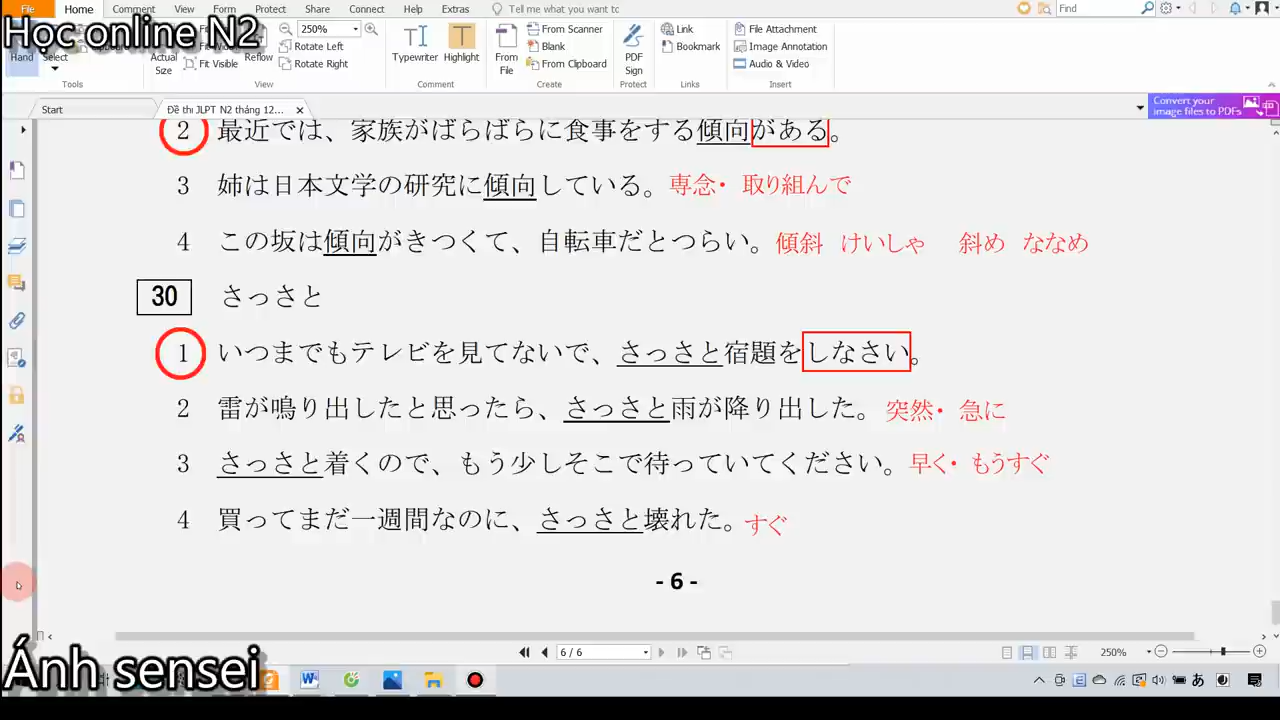 File Home Comment View Form Protect Share Connect Help Extras Tell me what you want to Find
Học online N2
Hand Select Actual Size Fit Visible Reflow 250% Rotate Left Rotate Right Typewriter Highlight From File From Scanner Blank From Clipboard PDF Sign Link Bookmark File Attachment Image Annotation Audio & Video
Tools View Comment Create Protect Links Insert
Start Đề thi JLPT N2 tháng 12... Convert your image files to PDFs
2 最近では、家族がばらばらに食事をする傾向がある。
3 姉は日本文学の研究に傾向している。 専念・ 取り組んで
4 この坂は傾向がきつくて、自転車だとつらい。 傾斜 けいしゃ 斜め ななめ
30 さっさと
1 いつまでもテレビを見てないで、さっさと宿題をしなさい。
2 雷が鳴り出したと思ったら、さっさと雨が降り出した。 突然・ 急に
3 さっさと着くので、もう少しそこで待っていてください。 早く・ もうすぐ
4 買ってまだ一週間なのに、さっさと壊れた。 すぐ
- 6 -
6 / 6 250%
Ánh sensei